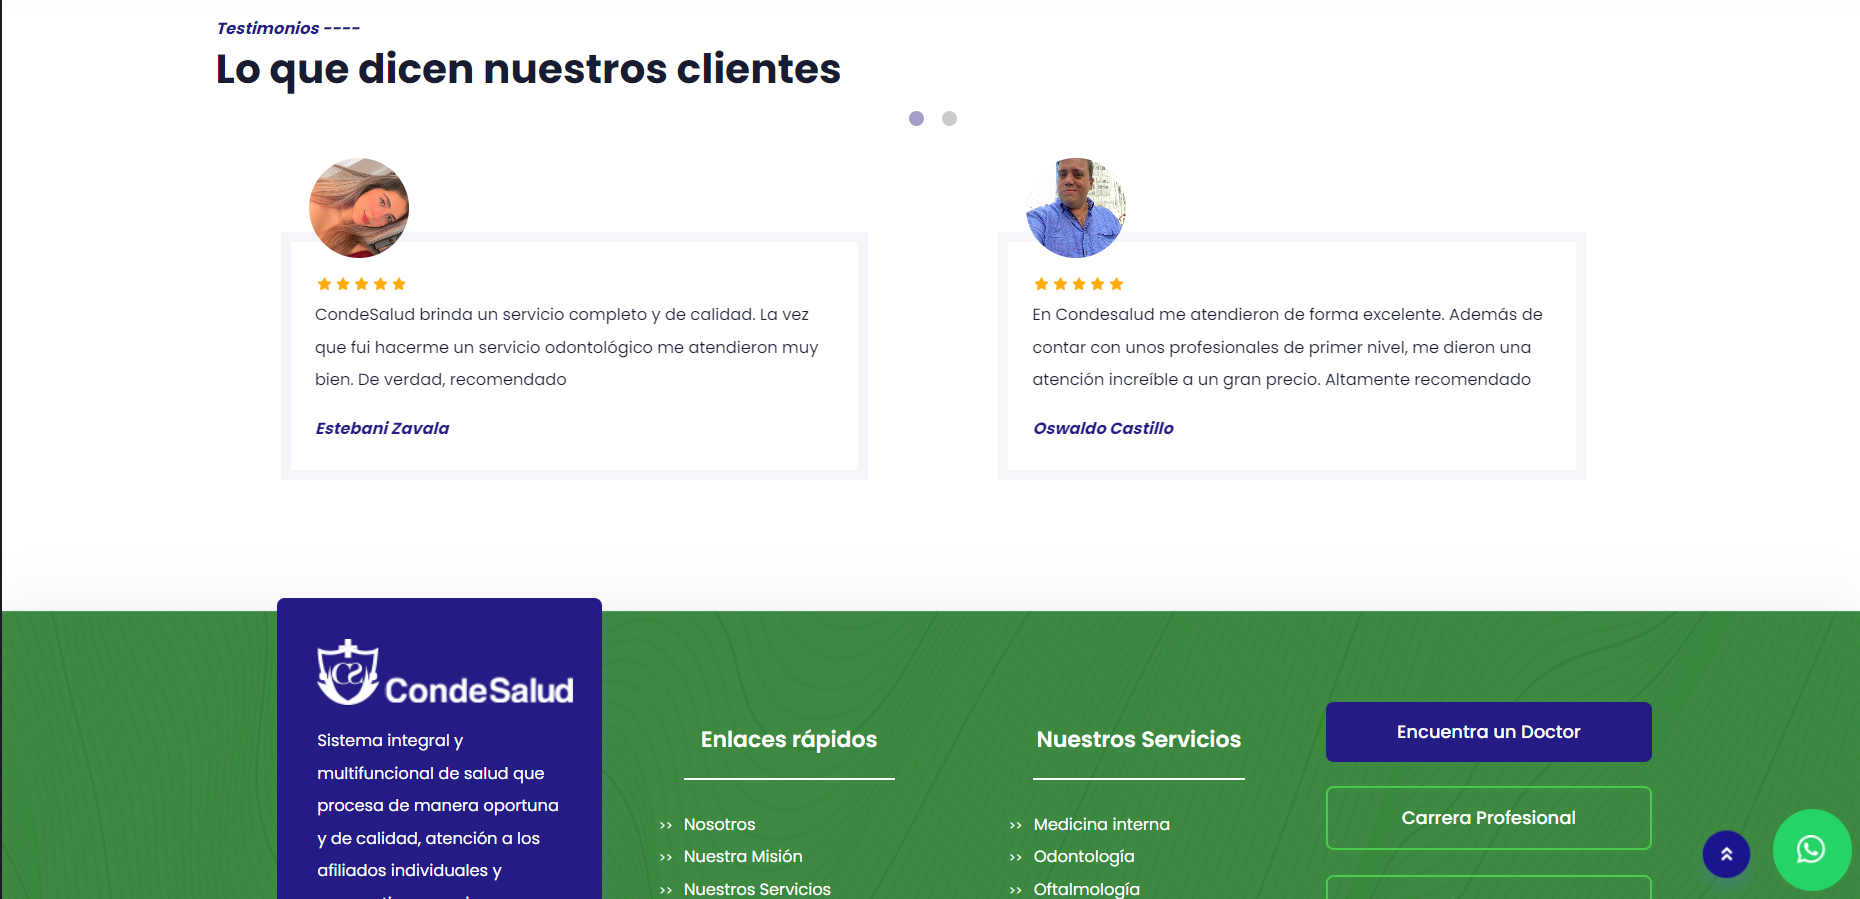 Testimonios ----
Lo que dicen nuestros clientes
CondeSalud brinda un servicio completo y de calidad. La vez
que fui hacerme un servicio odontológico me atendieron muy
bien. De verdad, recomendado
Estebani Zavala
En Condesalud me atendieron de forma excelente. Además de
contar con unos profesionales de primer nivel, me dieron una
atención increíble a un gran precio. Altamente recomendado
Oswaldo Castillo
CS CondeSalud
Sistema integral y
multifuncional de salud que
procesa de manera oportuna
y de calidad, atención a los
afiliados individuales y
Enlaces rápidos
>> Nosotros
>> Nuestra Misión
>> Nuestros Servicios
Nuestros Servicios
>> Medicina interna
>> Odontología
>> Oftalmología
Encuentra un Doctor
Carrera Profesional